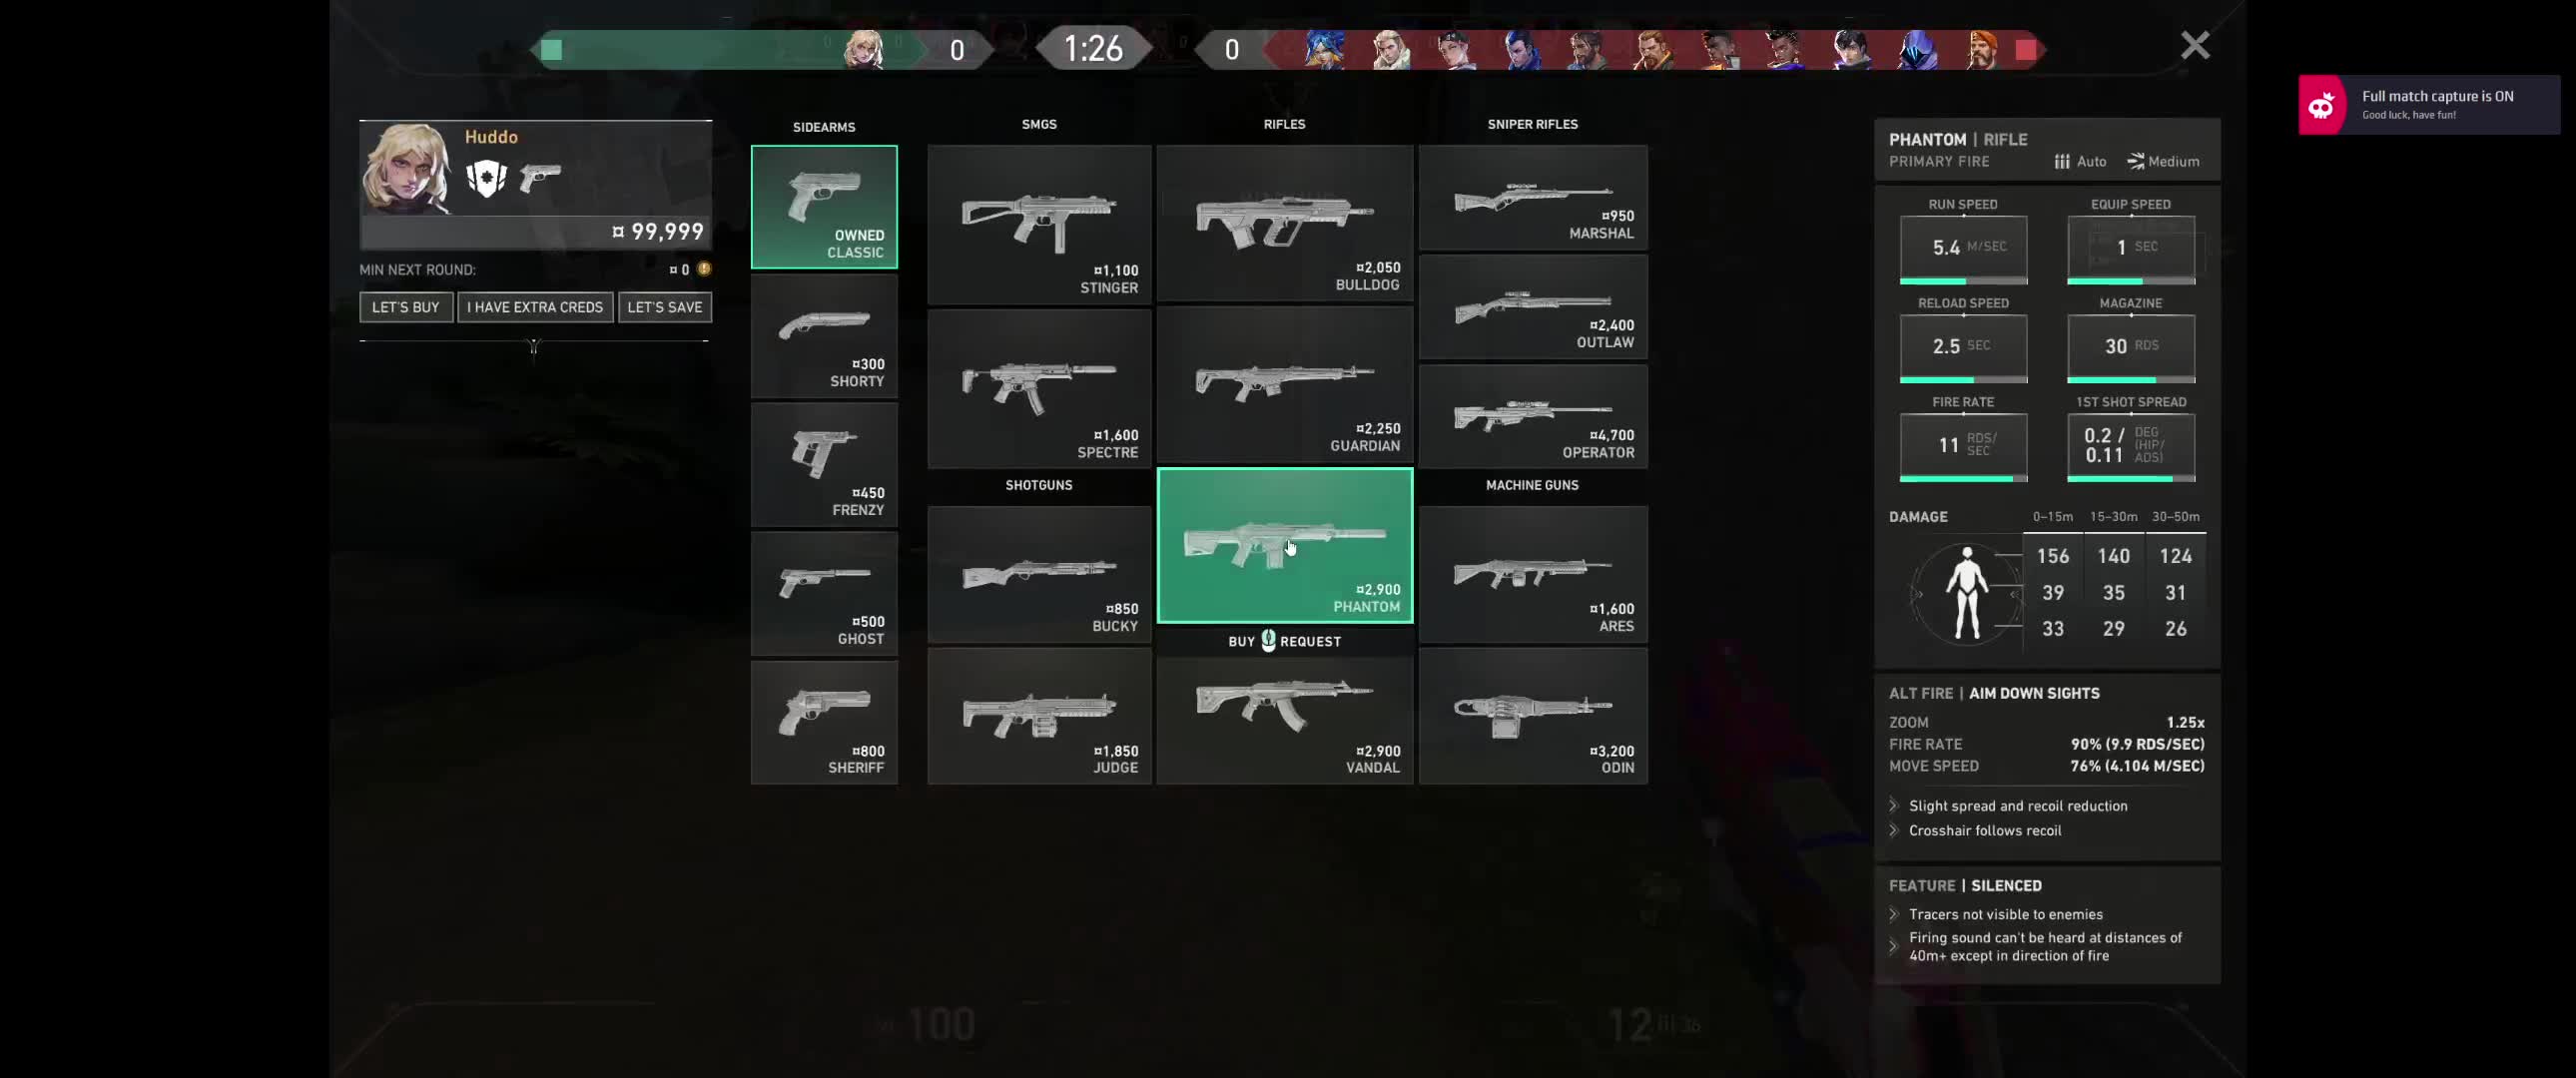 0
1:26
0
Full match capture is ON
Good luck, have fun!
Huddo
¤ 99,999
MIN NEXT ROUND:
¤ 0
LET'S BUY
I HAVE EXTRA CREDS
LET'S SAVE
SIDEARMS
OWNED
CLASSIC
¤300
SHORTY
¤450
FRENZY
¤500
GHOST
¤800
SHERIFF
SMGS
¤1,100
STINGER
¤1,600
SPECTRE
SHOTGUNS
¤850
BUCKY
¤1,850
JUDGE
RIFLES
¤2,050
BULLDOG
¤2,250
GUARDIAN
¤2,900
PHANTOM
BUY REQUEST
¤2,900
VANDAL
SNIPER RIFLES
¤950
MARSHAL
¤2,400
OUTLAW
¤4,700
OPERATOR
MACHINE GUNS
¤1,600
ARES
¤3,200
ODIN
PHANTOM | RIFLE
PRIMARY FIRE Auto Medium
RUN SPEED EQUIP SPEED
5.4 M/SEC 1 SEC
RELOAD SPEED MAGAZINE
2.5 SEC 30 RDS
FIRE RATE 1ST SHOT SPREAD
11 RDS/SEC
0.2 / 0.11 DEG (HIP/ADS)
DAMAGE 0–15m 15–30m 30–50m
156 140 124
39 35 31
33 29 26
ALT FIRE | AIM DOWN SIGHTS
ZOOM 1.25x
FIRE RATE 90% (9.9 RDS/SEC)
MOVE SPEED 76% (4.104 M/SEC)
Slight spread and recoil reduction
Crosshair follows recoil
FEATURE | SILENCED
Tracers not visible to enemies
Firing sound can't be heard at distances of
40m+ except in direction of fire
100
12 36